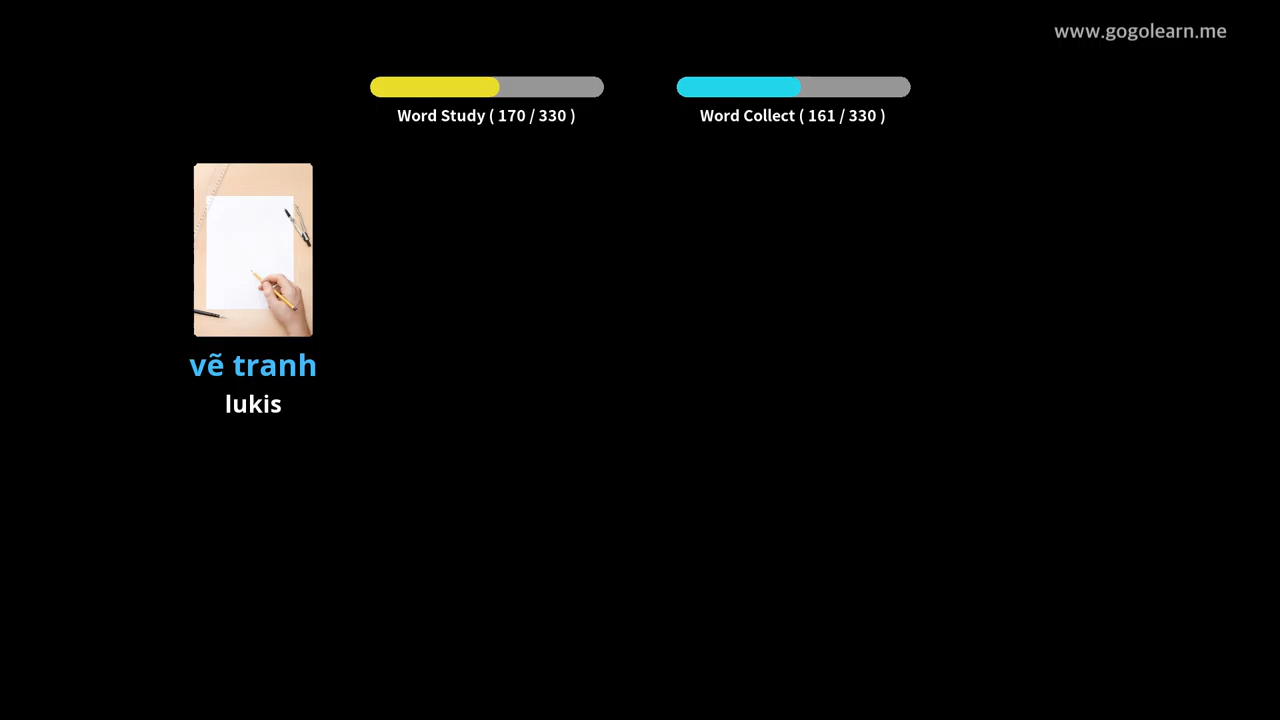 www.gogolearn.me
Word Study ( 170 / 330 )
Word Collect ( 161 / 330 )
vẽ tranh
lukis